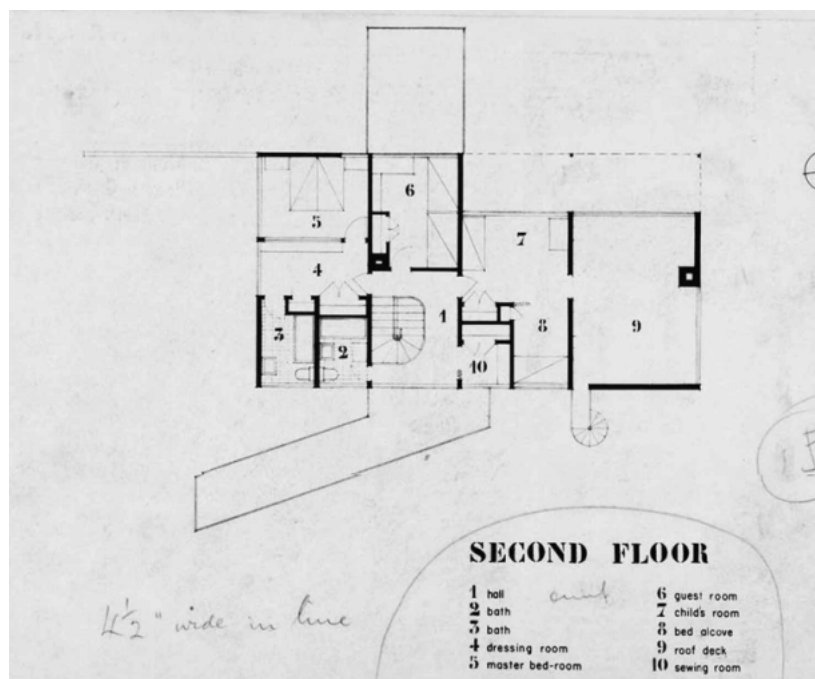 6
5
7
4
1
3
2
8
9
10
SECOND FLOOR
1 hall
2 bath
3 bath
4 dressing room
5 master bed-room
6 guest room
7 child's room
8 bed alcove
9 roof deck
10 sewing room
4½" wide in line